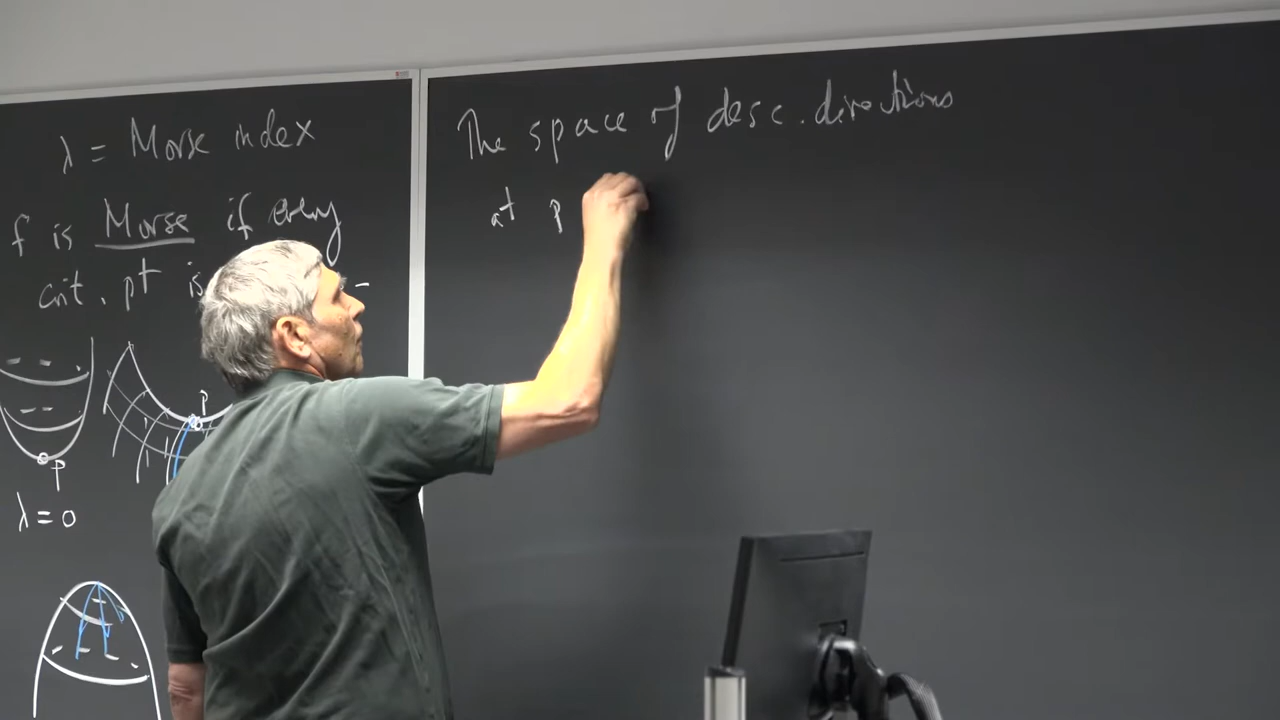 λ = Morse index
f is Morse if every
crit. pt is
p
p
λ = 0
The space of desc. directions
at p